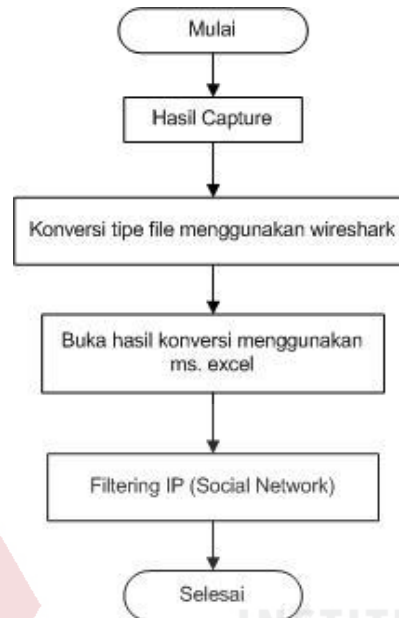 Mulai
Hasil Capture
Konversi tipe file menggunakan wireshark
Buka hasil konversi menggunakan
ms. excel
Filtering IP (Social Network)
Selesai